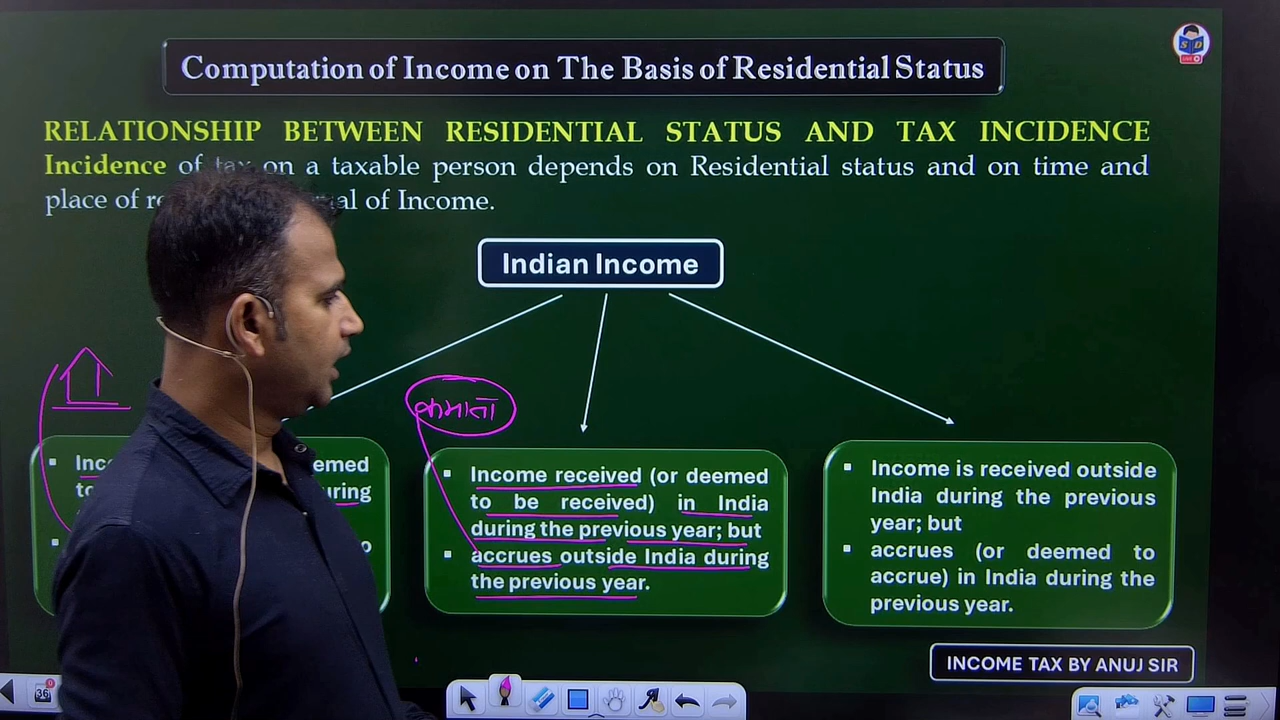 Computation of Income on The Basis of Residential Status
RELATIONSHIP BETWEEN RESIDENTIAL STATUS AND TAX INCIDENCE
Incidence of tax on a taxable person depends on Residential status and on time and
place of of Income.
Indian Income
कमाता
emed
to
▪ Income received (or deemed
to be received) in India
during the previous year; but
▪ accrues outside India during
the previous year.
▪ Income is received outside
India during the previous
year; but
▪ accrues (or deemed to
accrue) in India during the
previous year.
INCOME TAX BY ANUJ SIR
36
S D
LIVE